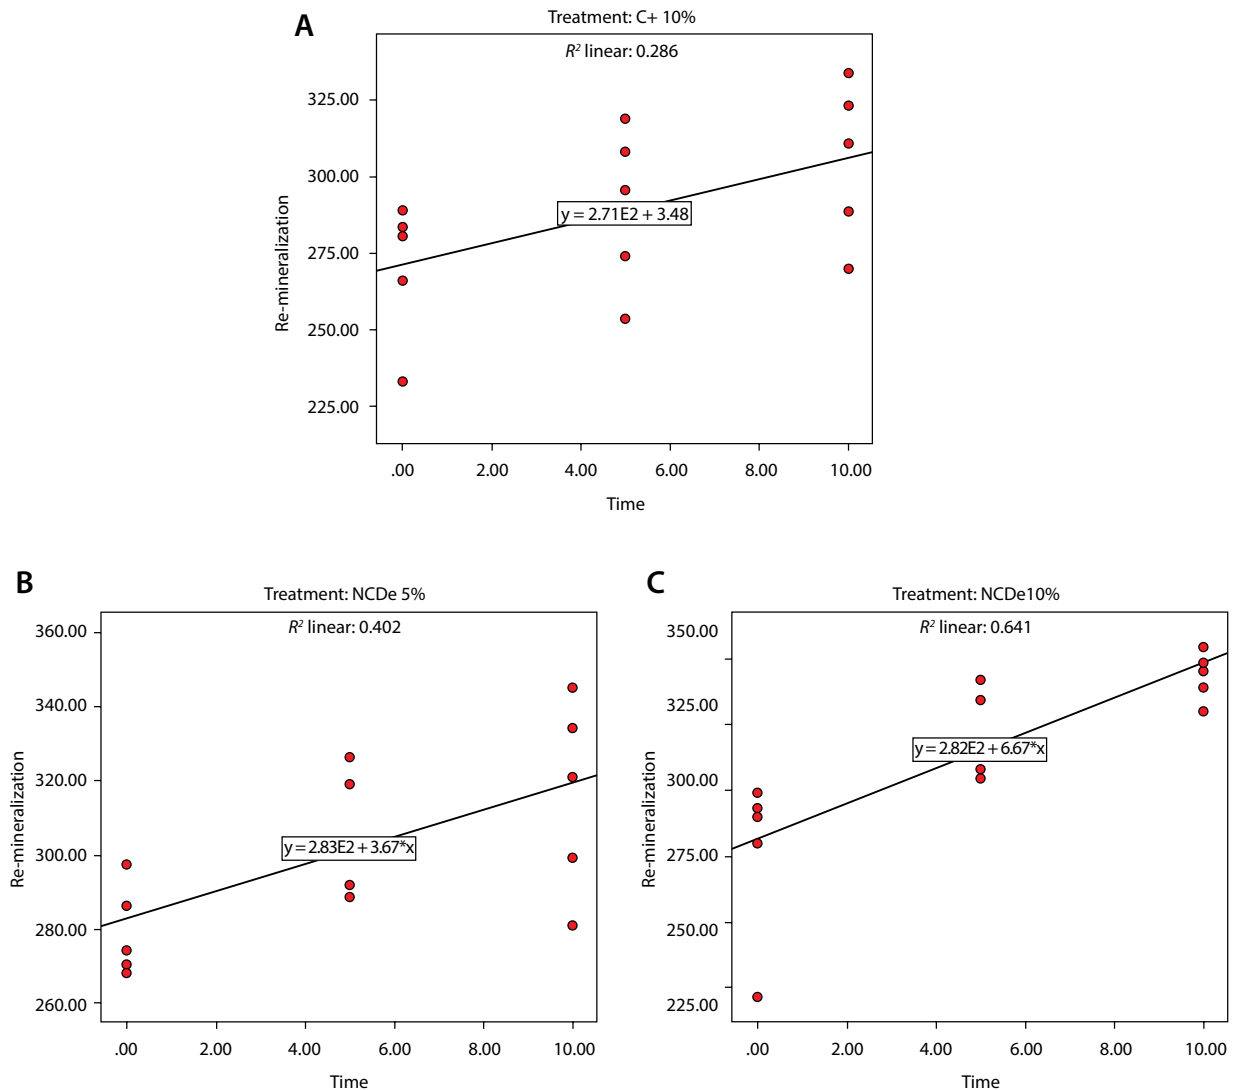 A
Treatment: C+ 10%
R² linear: 0.286
Re-mineralization
325.00
300.00
275.00
250.00
225.00
y = 2.71E2 + 3.48
.00 2.00 4.00 6.00 8.00 10.00
Time
B
Treatment: NCDe 5%
R² linear: 0.402
Re-mineralization
360.00
340.00
320.00
300.00
280.00
260.00
y = 2.83E2 + 3.67*x
.00 2.00 4.00 6.00 8.00 10.00
Time
C
Treatment: NCDe10%
R² linear: 0.641
Re-mineralization
350.00
325.00
300.00
275.00
250.00
225.00
y = 2.82E2 + 6.67*x
.00 2.00 4.00 6.00 8.00 10.00
Time